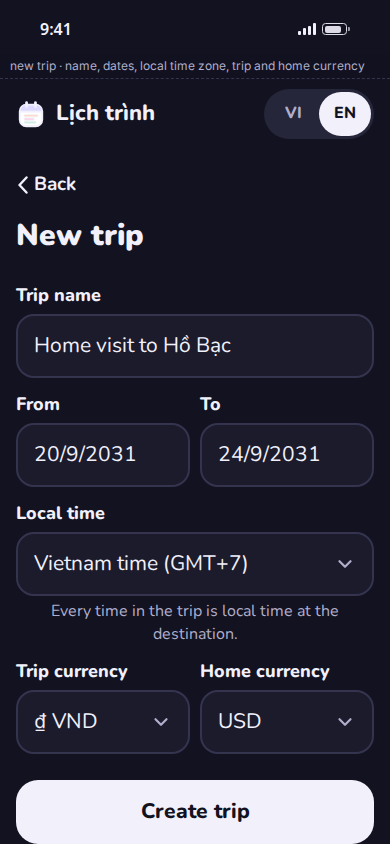 9:41
new trip · name, dates, local time zone, trip and home currency
Lịch trình
VI
EN
Back
New trip
Trip name
Home visit to Hồ Bạc
From
To
20/9/2031
24/9/2031
Local time
Vietnam time (GMT+7)
Every time in the trip is local time at the
destination.
Trip currency
Home currency
₫ VND
USD
Create trip